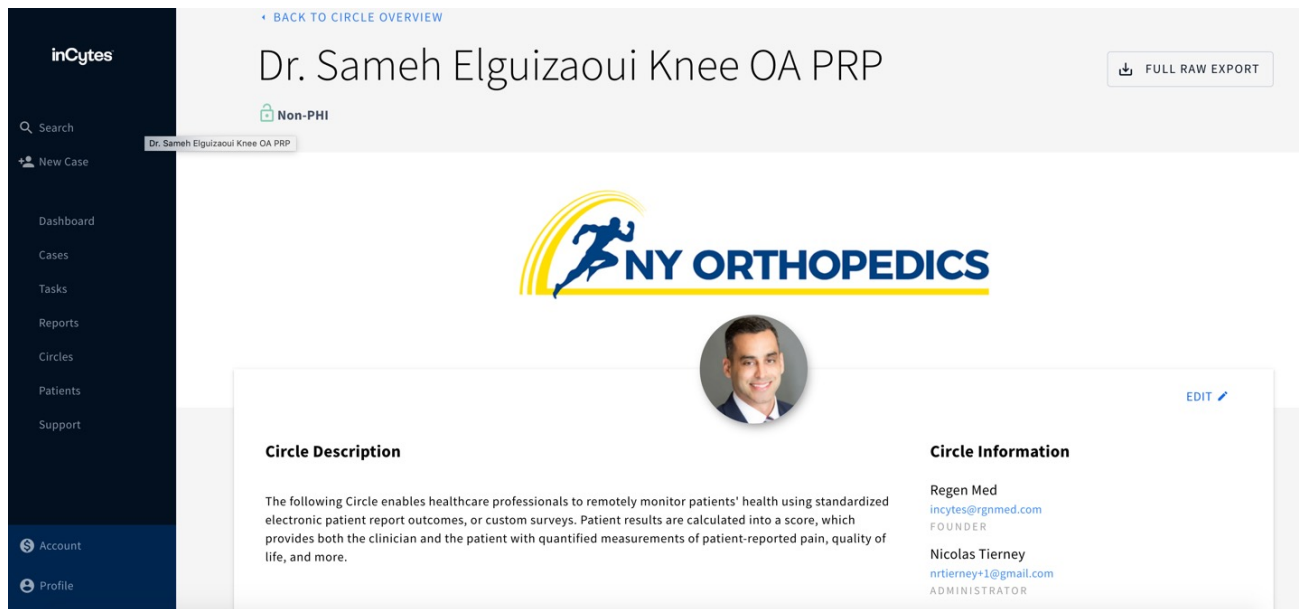 inCytes
Search
New Case
Dashboard
Cases
Tasks
Reports
Circles
Patients
Support
Account
Profile
BACK TO CIRCLE OVERVIEW
Dr. Sameh Elguizaoui Knee OA PRP
FULL RAW EXPORT
Non-PHI
Dr. Sameh Elguizaoui Knee OA PRP
NY ORTHOPEDICS
EDIT
Circle Description
The following Circle enables healthcare professionals to remotely monitor patients' health using standardized
electronic patient report outcomes, or custom surveys. Patient results are calculated into a score, which
provides both the clinician and the patient with quantified measurements of patient-reported pain, quality of
life, and more.
Circle Information
Regen Med
incytes@rgnmed.com
FOUNDER
Nicolas Tierney
nrtierney+1@gmail.com
ADMINISTRATOR